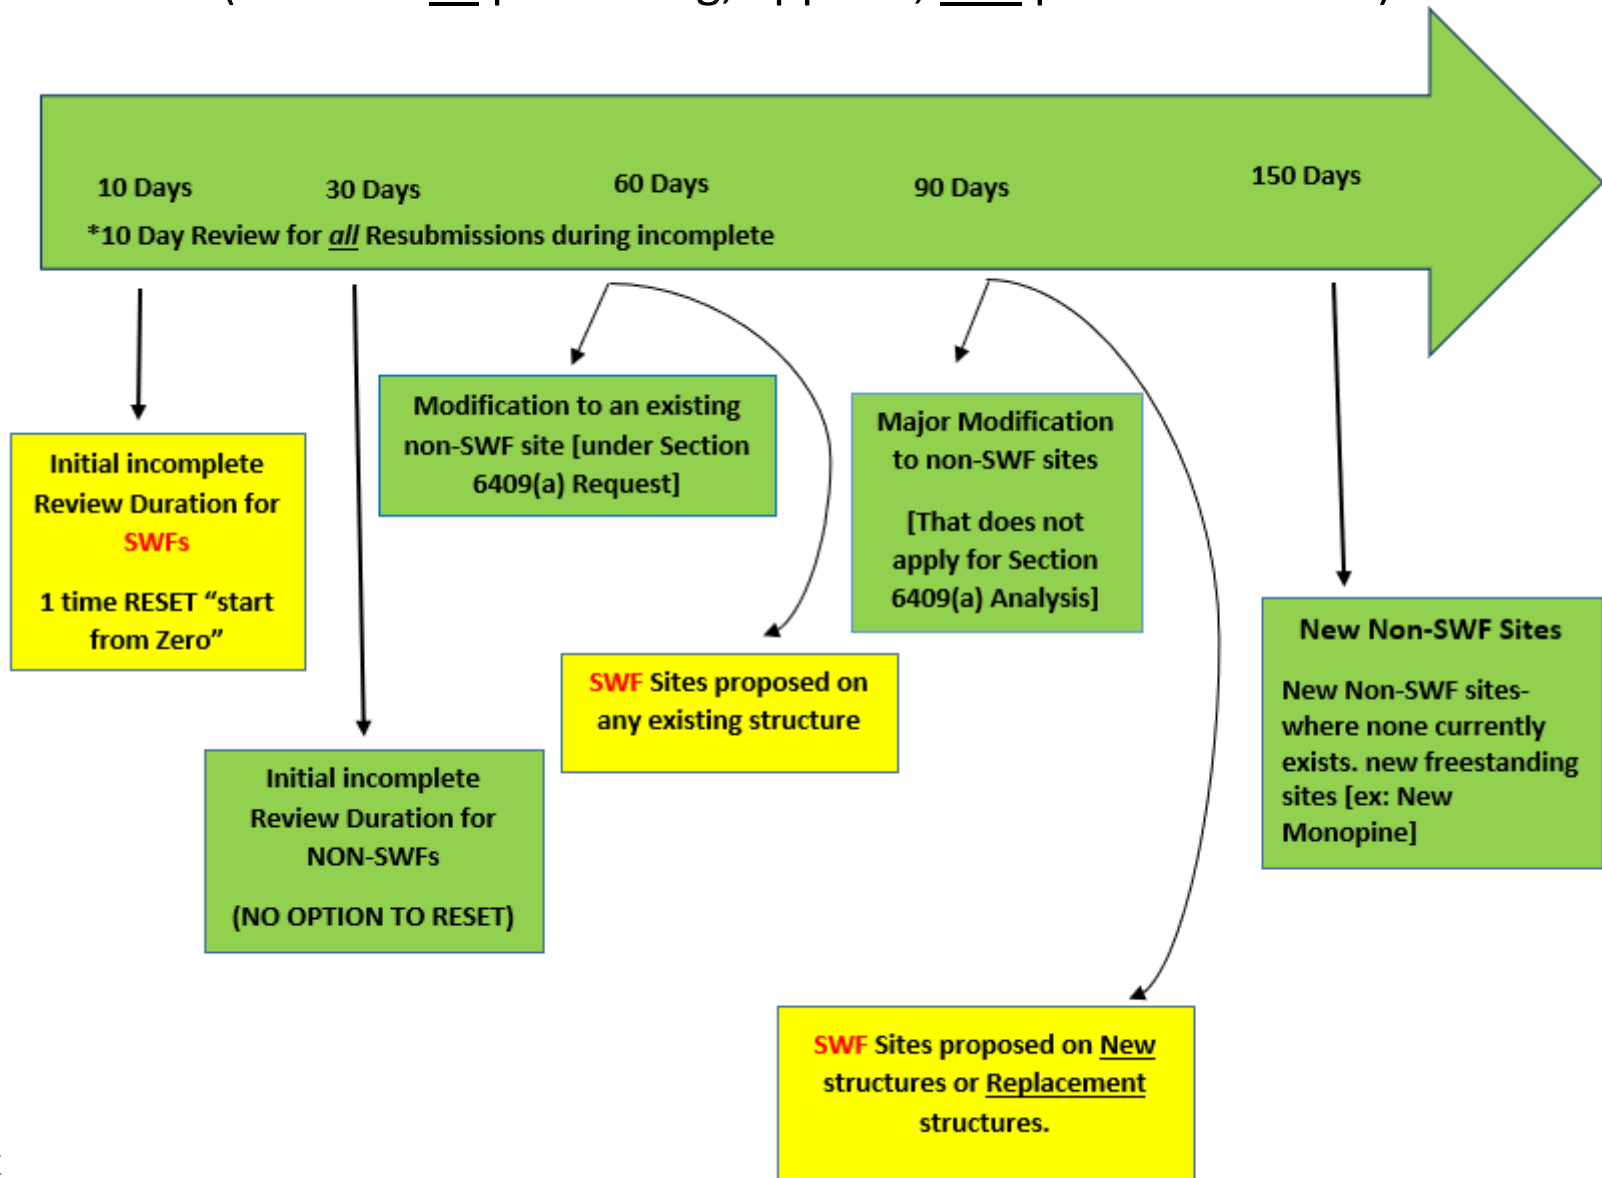 10 Days
30 Days
60 Days
90 Days
150 Days
*10 Day Review for all Resubmissions during incomplete
Initial incomplete
Review Duration for
SWFs
1 time RESET “start
from Zero”
Initial incomplete
Review Duration for
NON-SWFs
(NO OPTION TO RESET)
Modification to an existing
non-SWF site [under Section
6409(a) Request]
SWF Sites proposed on
any existing structure
Major Modification
to non-SWF sites
[That does not
apply for Section
6409(a) Analysis]
SWF Sites proposed on New
structures or Replacement
structures.
New Non-SWF Sites
New Non-SWF sites-
where none currently
exists. new freestanding
sites [ex: New
Monopine]